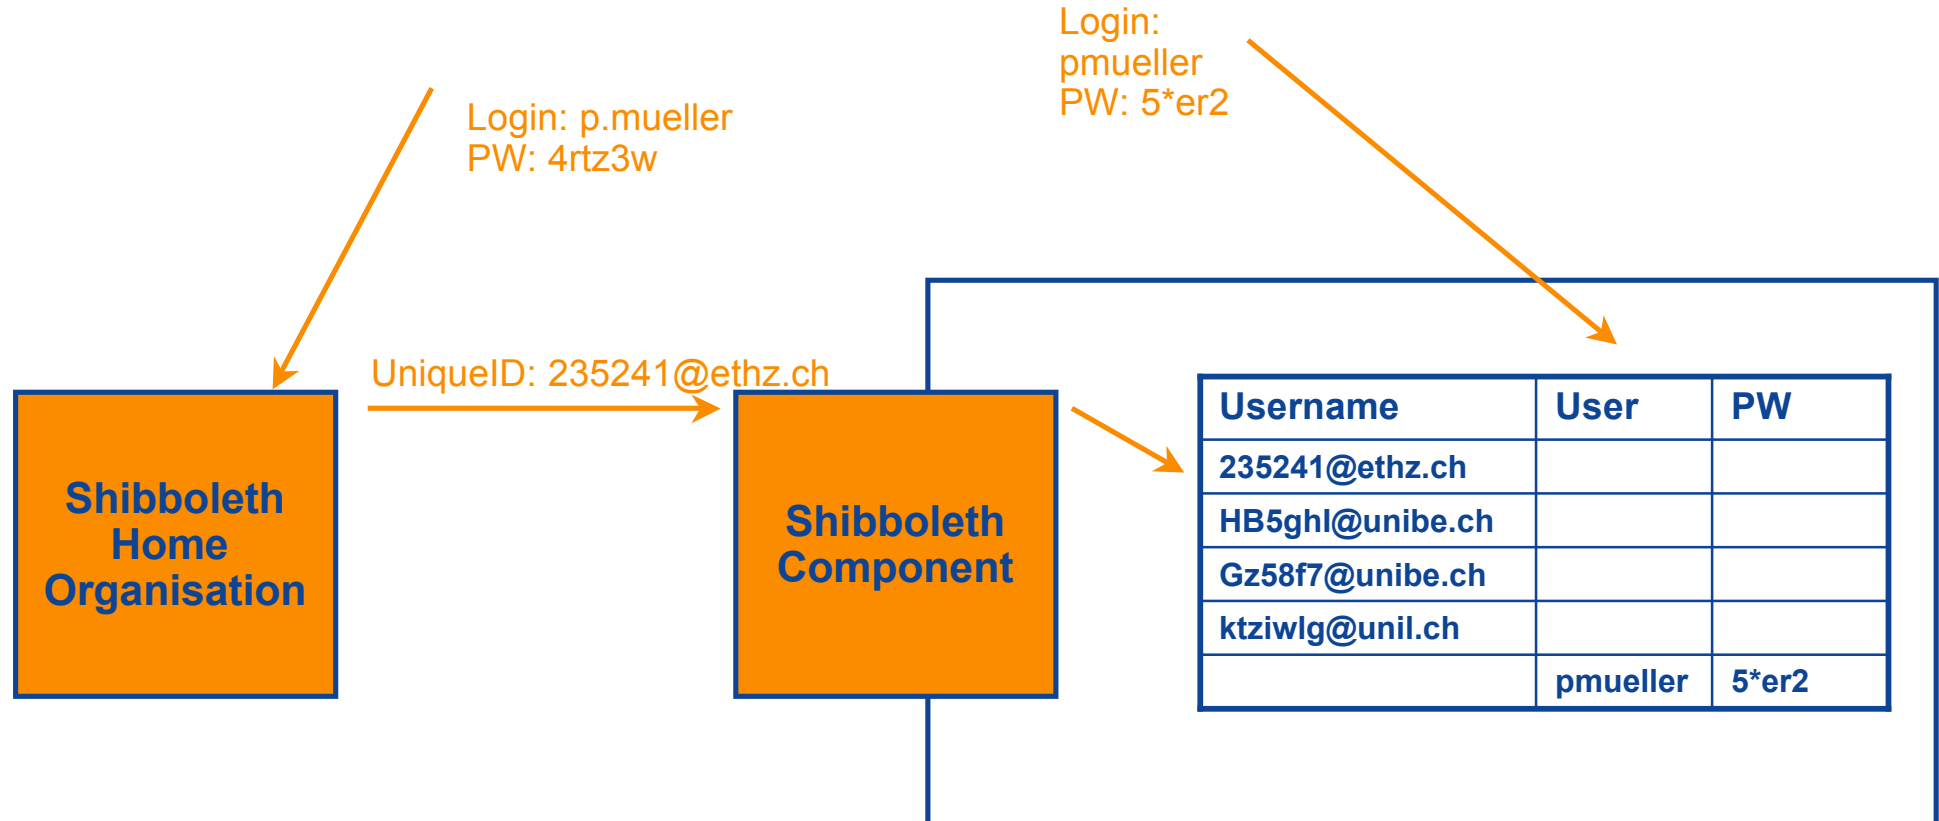 Login:
pmueller
PW: 5*er2
Login: p.mueller
PW: 4rtz3w
UniqueID: 235241@ethz.ch
Shibboleth
Home
Organisation
Shibboleth
Component
Username User PW
235241@ethz.ch
HB5ghl@unibe.ch
Gz58f7@unibe.ch
ktziwlg@unil.ch
pmueller 5*er2